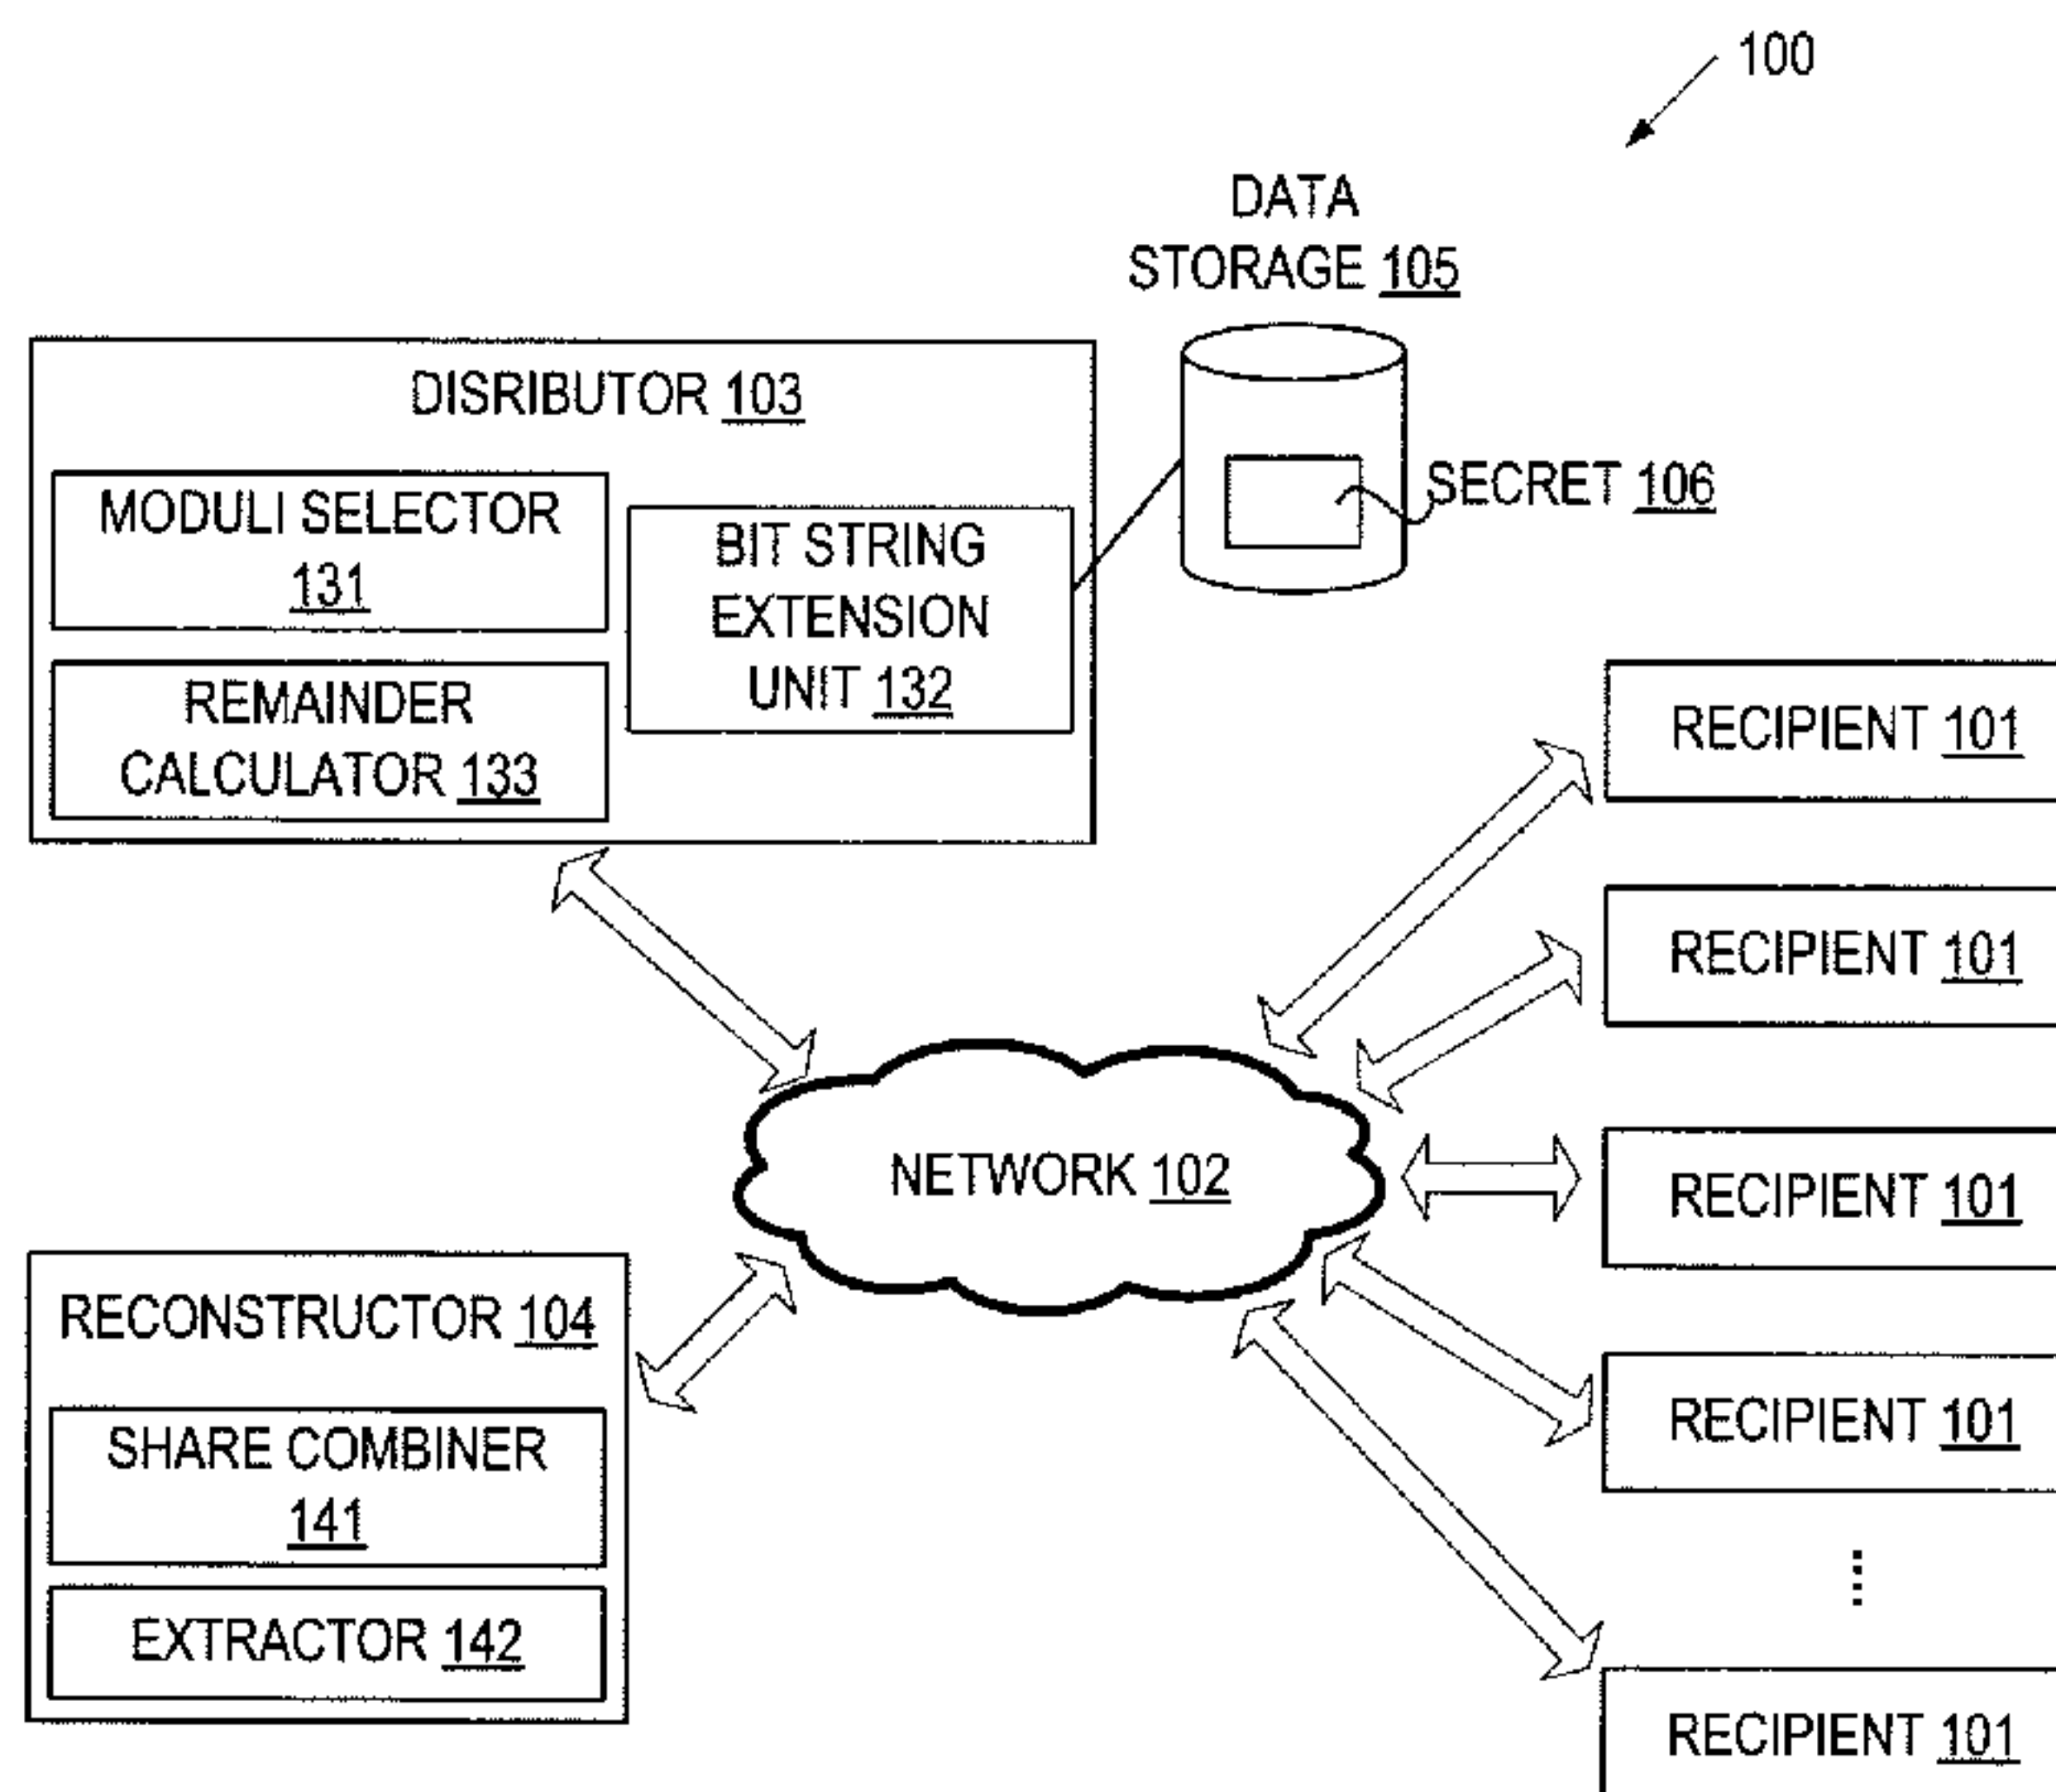 100
DATA
STORAGE 105
DISRIBUTOR 103
MODULI SELECTOR
131
BIT STRING
EXTENSION
UNIT 132
SECRET 106
REMAINDER
CALCULATOR 133
RECIPIENT 101
RECIPIENT 101
NETWORK 102
RECIPIENT 101
RECONSTRUCTOR 104
SHARE COMBINER
141
EXTRACTOR 142
RECIPIENT 101
RECIPIENT 101